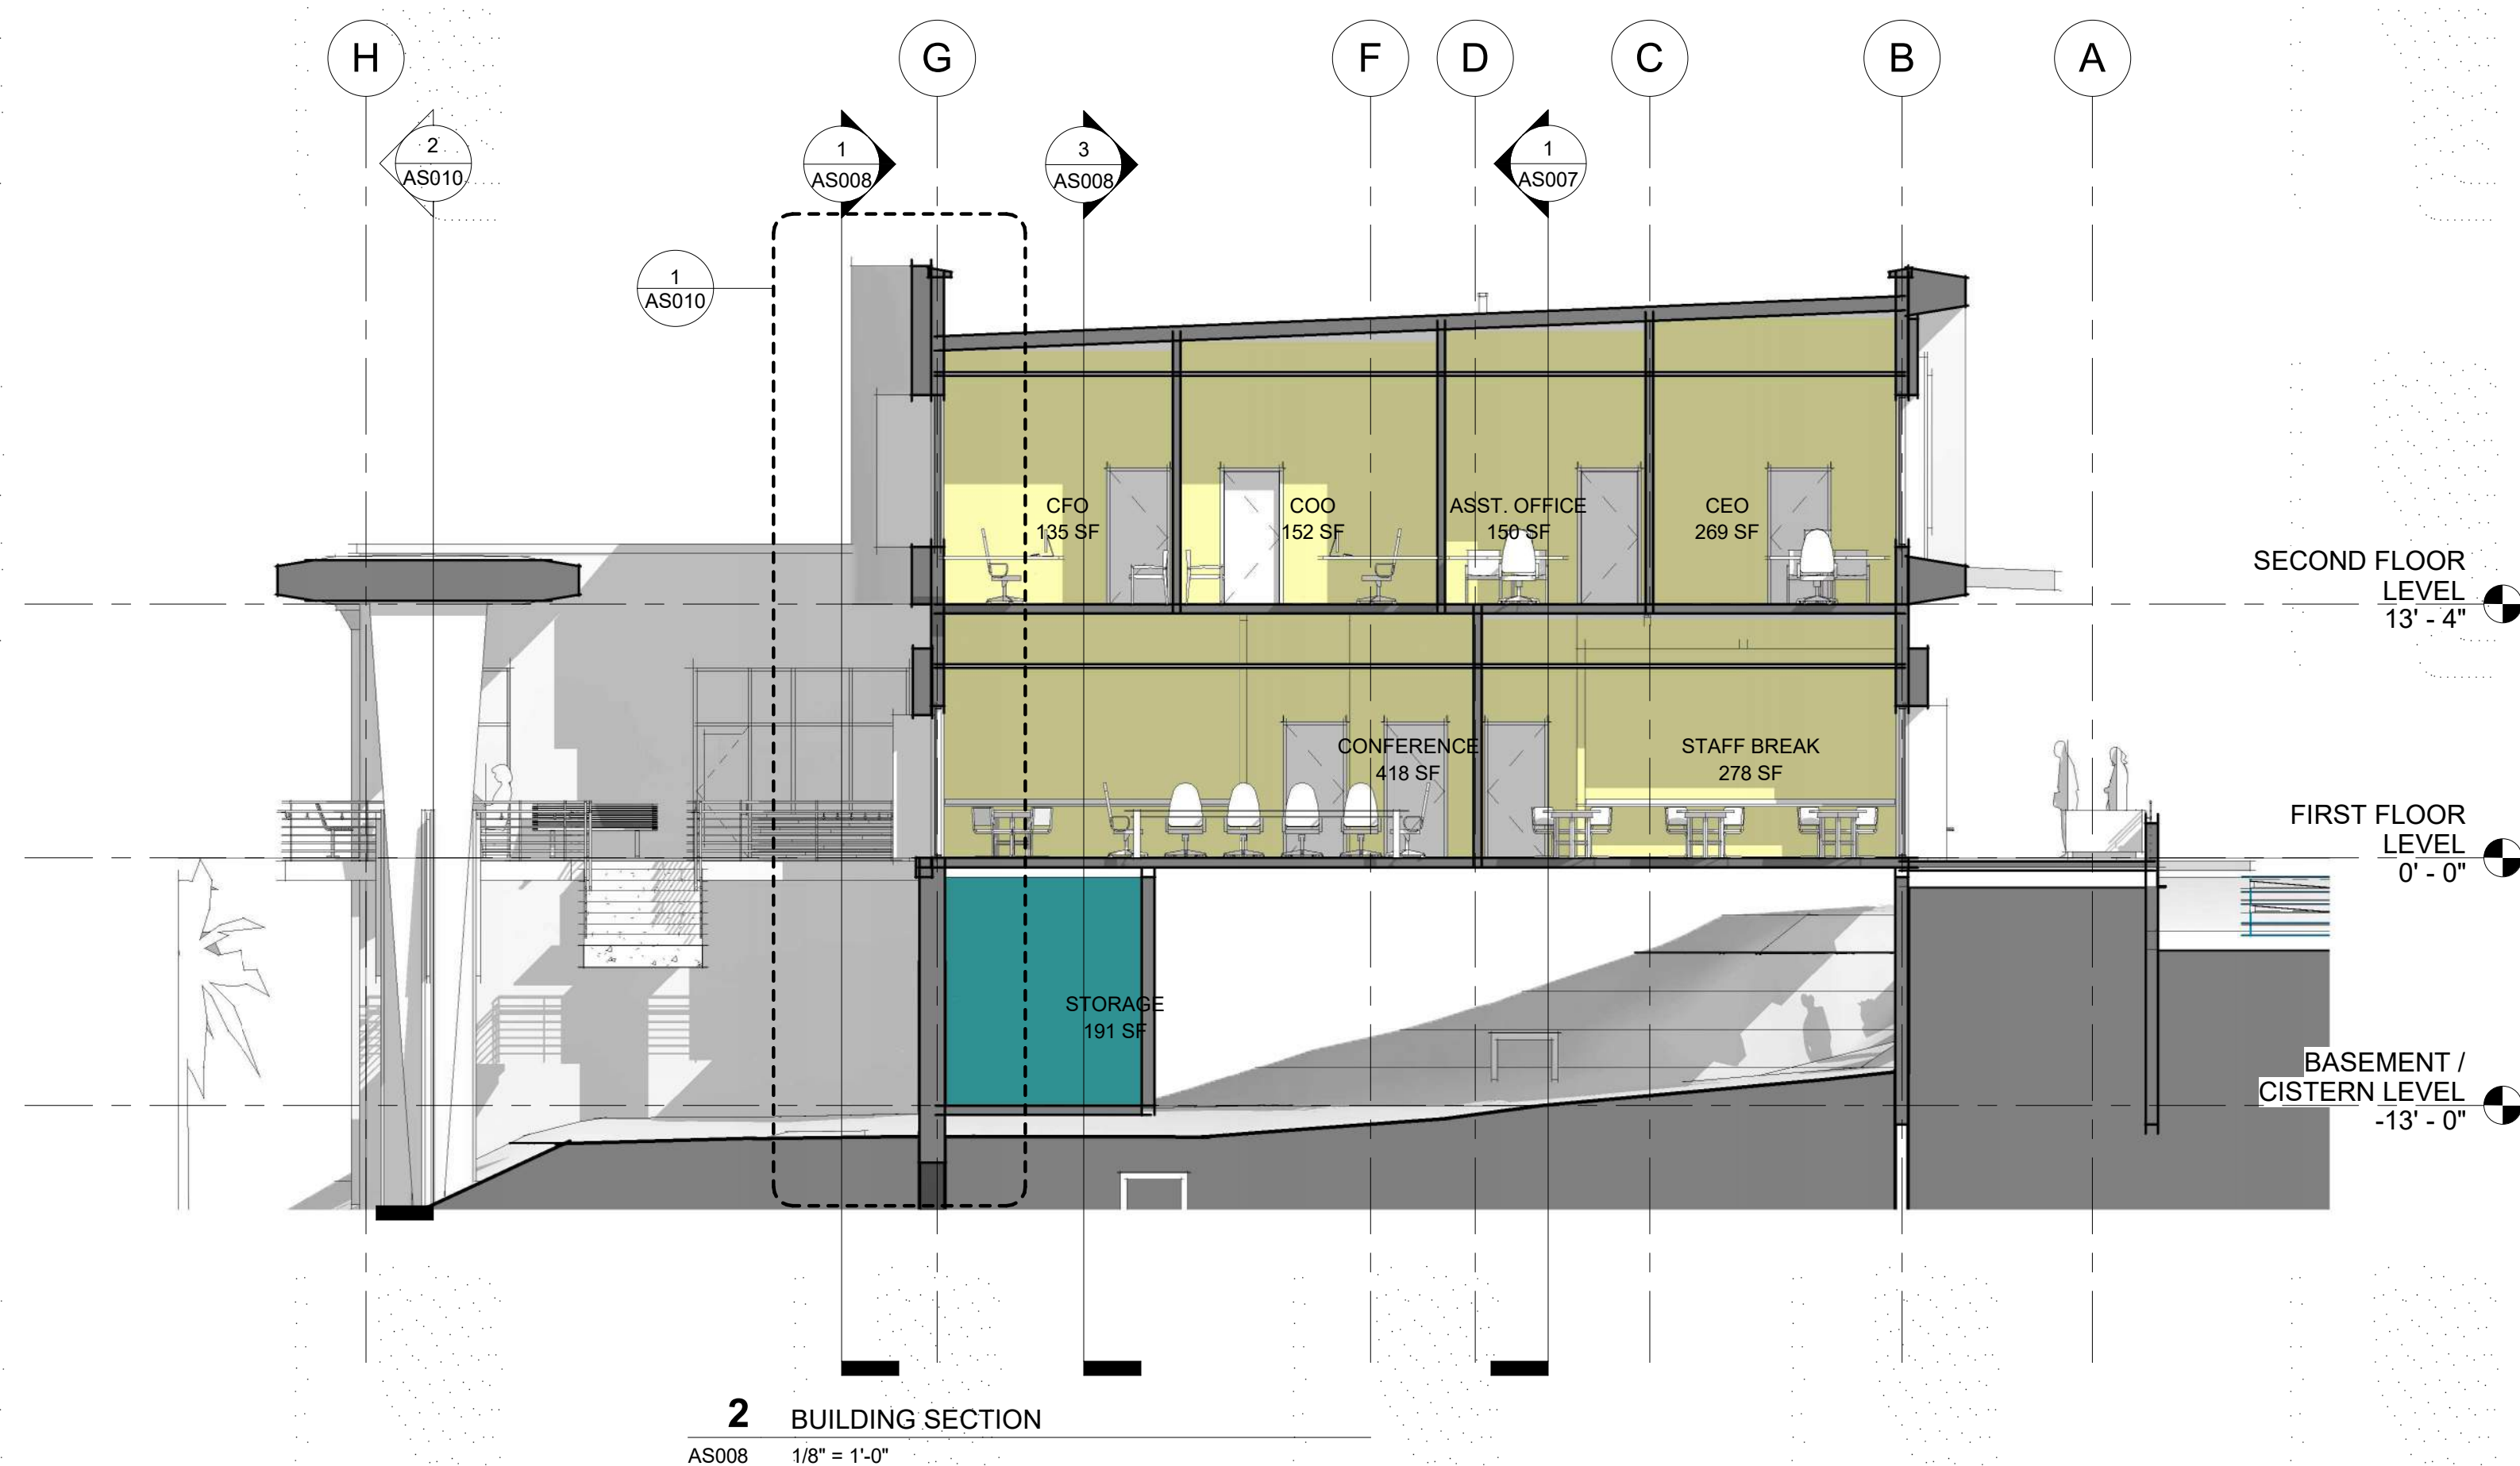 H
G
F
D
C
B
A
2
AS010
1
AS008
3
AS008
1
AS007
1
AS010
CFO
135 SF
COO
152 SF
ASST. OFFICE
150 SF
CEO
269 SF
SECOND FLOOR
LEVEL
13' - 4"
CONFERENCE
418 SF
STAFF BREAK
278 SF
FIRST FLOOR
LEVEL
0' - 0"
STORAGE
191 SF
BASEMENT /
CISTERN LEVEL
-13' - 0"
2 BUILDING SECTION
AS008 1/8" = 1'-0"